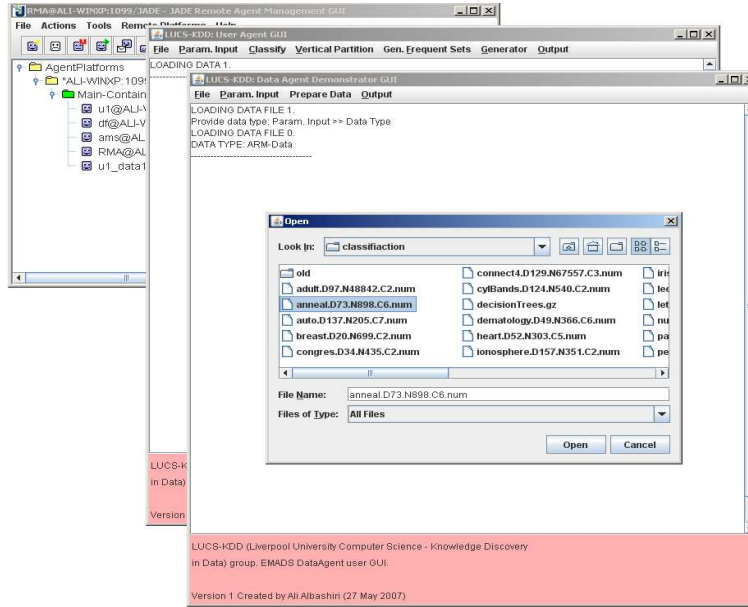 RMA@ALI-WINXP:1099/JADE - JADE Remote Agent Management GUI
File Actions Tools Remote Platforms Help
AgentPlatforms
*ALI-WINXP:109
Main-Contain
u1@ALI-
df@ALI-V
ams@AL
RMA@AL
u1_data1
LUCS-KDD: User Agent GUI
File Param. Input Classify Vertical Partition Gen. Frequent Sets Generator Output
LOADING DATA 1.
LUCS-K
in Data)
Version
LUCS-KDD: Data Agent Demonstrator GUI
File Param. Input Prepare Data Output
LOADING DATA FILE 1.
Provide data type: Param. Input >> Data Type
LOADING DATA FILE 0.
DATA TYPE: ARM-Data
------------------------------------
Open
Look In: classifiaction
old connect4.D129.N67557.C3.num iris
adult.D97.N48842.C2.num cylBands.D124.N540.C2.num
anneal.D73.N898.C6.num decisionTrees.gz let
auto.D137.N205.C7.num dematology.D49.N366.C6.num nu
breast.D20.N699.C2.num heart.D52.N303.C5.num pa
congres.D34.N435.C2.num ionosphere.D157.N351.C2.num pe
File Name: anneal.D73.N898.C6.num
Files of Type: All Files
Open Cancel
LUCS-KDD (Liverpool University Computer Science - Knowledge Discovery
in Data) group. EMADS DataAgent user GUI.
Version 1 Created by Ali Albashiri (27 May 2007)